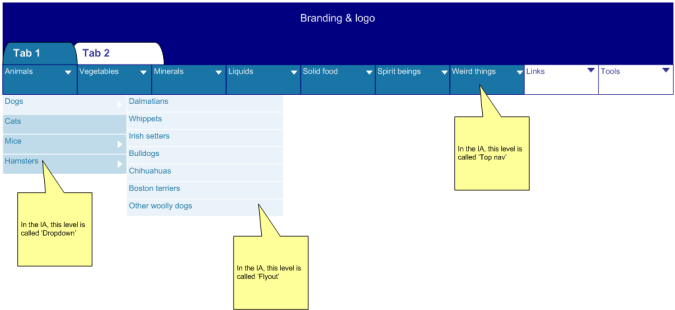 Branding & logo
Tab 1
Tab 2
Animals
Vegetables
Minerals
Liquids
Solid food
Spirit beings
Weird things
Links
Tools
Dogs
Cats
Mice
Hamsters
Dalmatians
Whippets
Irish setters
Bulldogs
Chihuahuas
Boston terriers
Other woolly dogs
In the IA, this level is
called 'Top nav'
In the IA, this level is
called 'Dropdown'
In the IA, this level is
called 'Flyout'